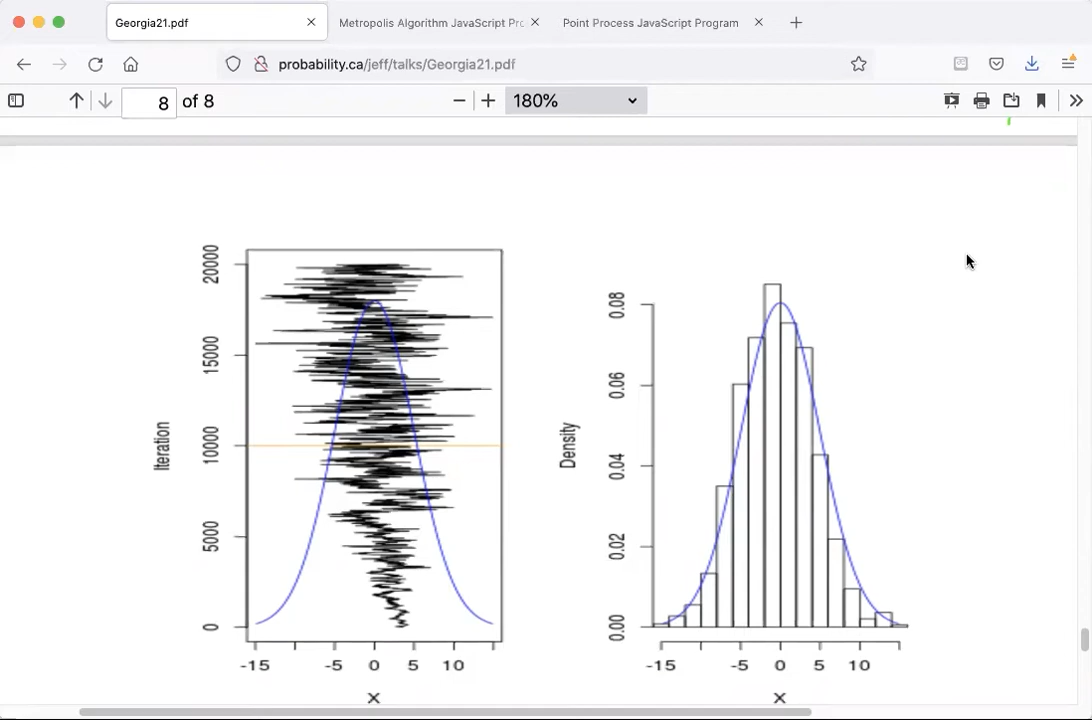 Georgia21.pdf
Metropolis Algorithm JavaScript Prc
Point Process JavaScript Program
probability.ca/jeff/talks/Georgia21.pdf
8 of 8
180%
20000
15000
10000
5000
0
Iteration
-15 -5 0 5 10
X
0.08
0.06
0.04
0.02
0.00
Density
-15 -5 0 5 10
X